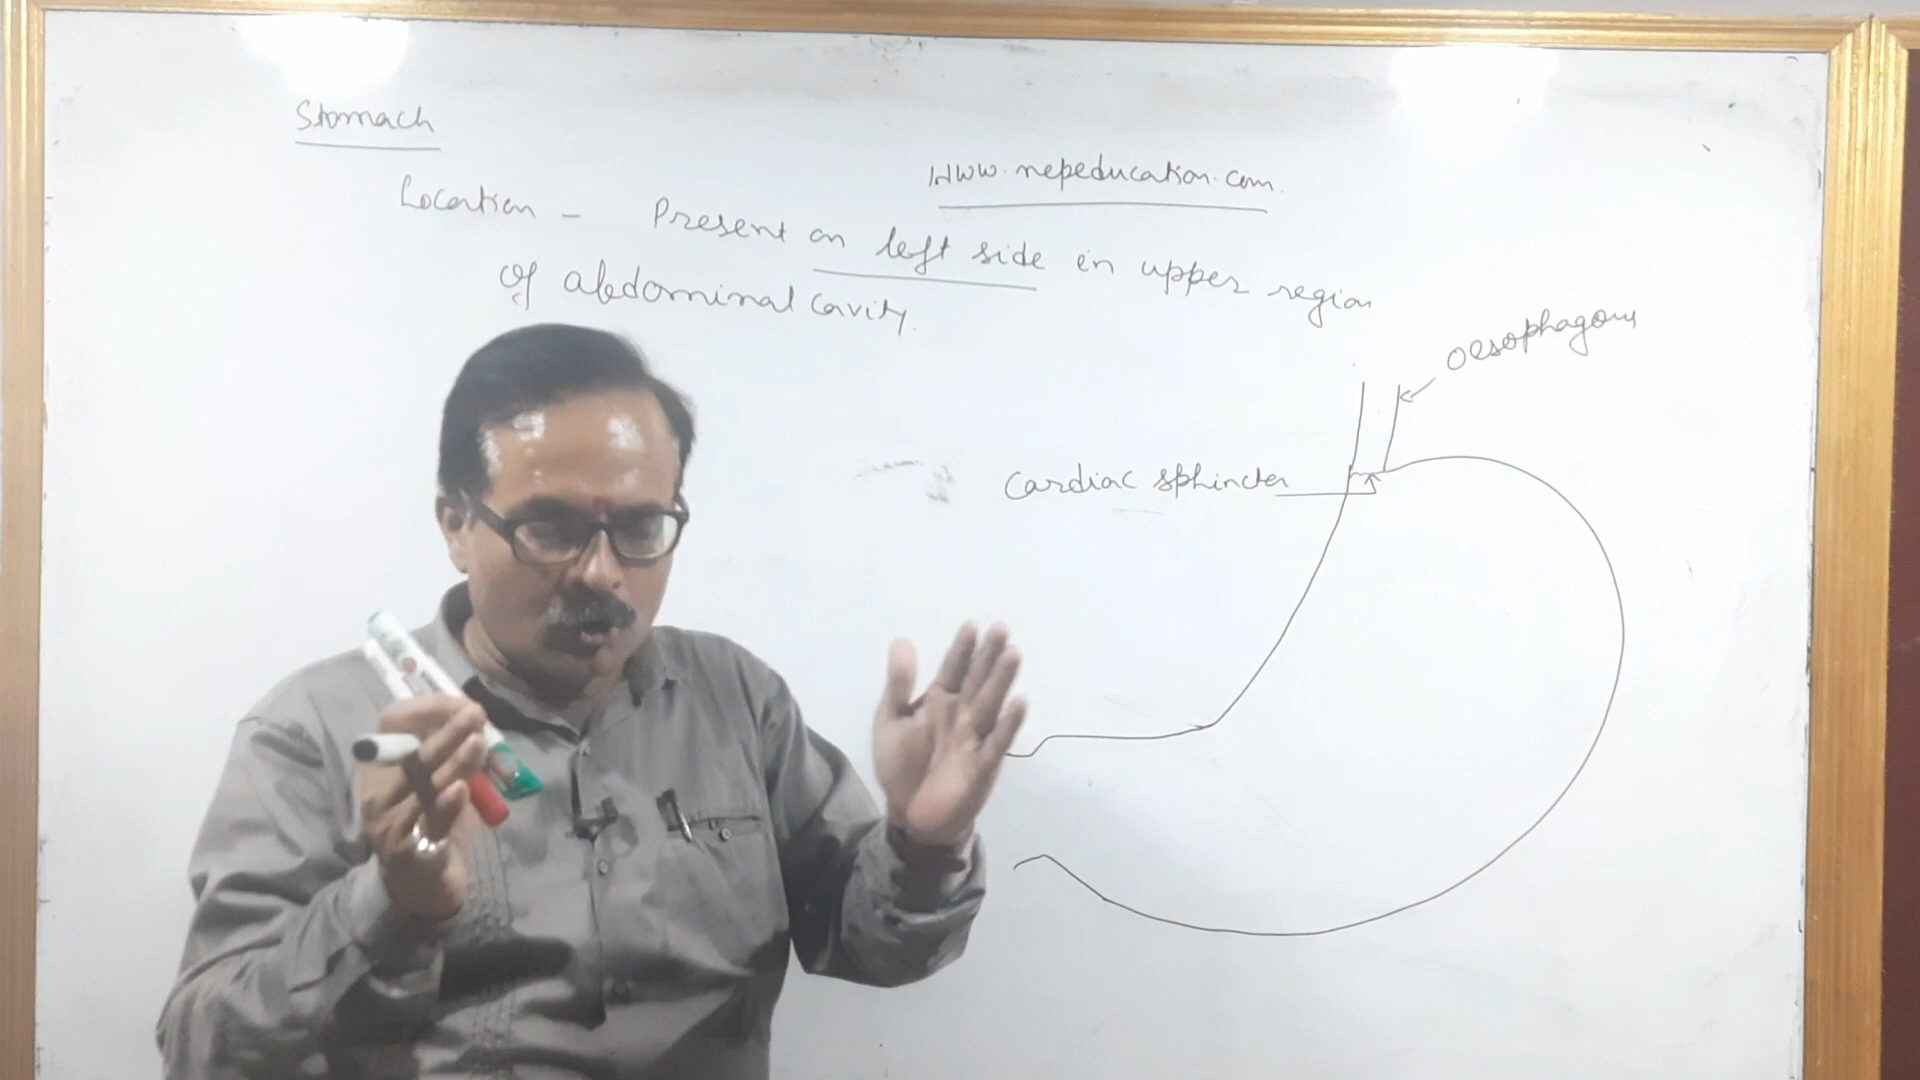 Stomach
www.nepeducation.com.
Location - Present on left side in upper region
of abdominal cavity.
oesophagous
cardiac sphincter